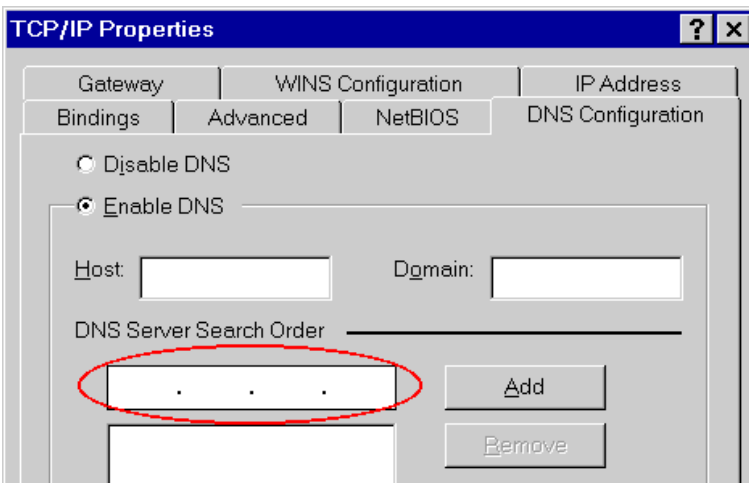 TCP/IP Properties
Gateway WINS Configuration IP Address
Bindings Advanced NetBIOS DNS Configuration
Disable DNS
Enable DNS
Host: Domain:
DNS Server Search Order
. . . Add
Remove